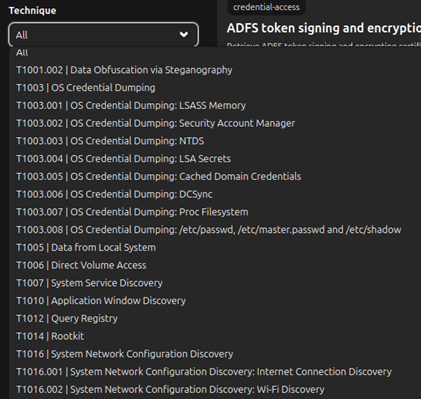 Technique
All
credential-access
ADFS token signing and encryptio
Retrieve ADFS token signing and encrypting certifi
All
T1001.002 | Data Obfuscation via Steganography
T1003 | OS Credential Dumping
T1003.001 | OS Credential Dumping: LSASS Memory
T1003.002 | OS Credential Dumping: Security Account Manager
T1003.003 | OS Credential Dumping: NTDS
T1003.004 | OS Credential Dumping: LSA Secrets
T1003.005 | OS Credential Dumping: Cached Domain Credentials
T1003.006 | OS Credential Dumping: DCSync
T1003.007 | OS Credential Dumping: Proc Filesystem
T1003.008 | OS Credential Dumping: /etc/passwd, /etc/master.passwd and /etc/shadow
T1005 | Data from Local System
T1006 | Direct Volume Access
T1007 | System Service Discovery
T1010 | Application Window Discovery
T1012 | Query Registry
T1014 | Rootkit
T1016 | System Network Configuration Discovery
T1016.001 | System Network Configuration Discovery: Internet Connection Discovery
T1016.002 | System Network Configuration Discovery: Wi-Fi Discovery